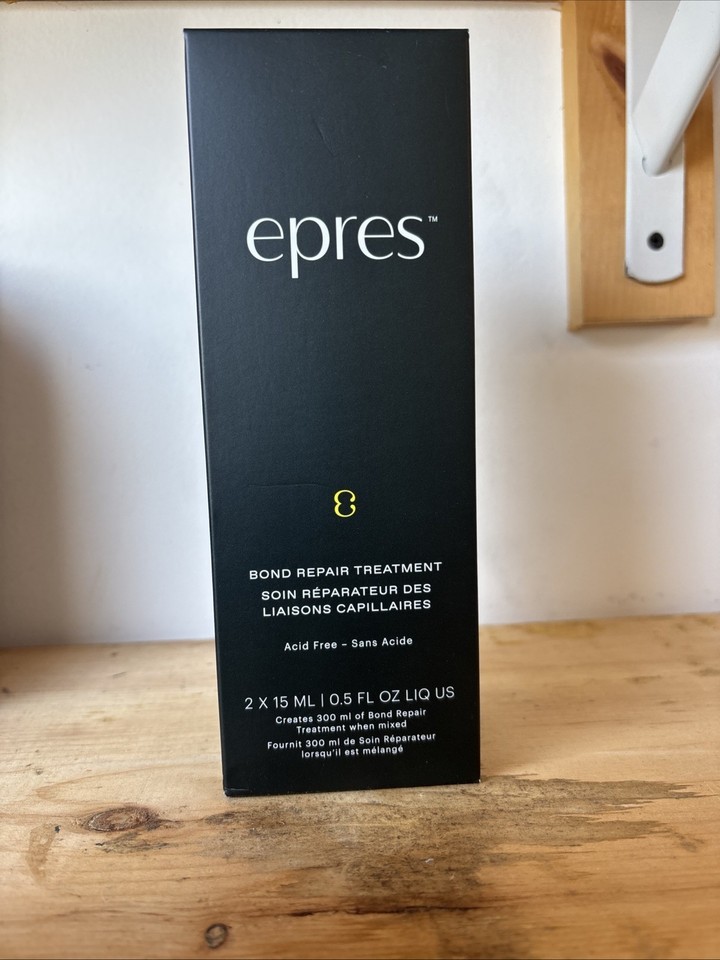 epres™
BOND REPAIR TREATMENT
SOIN RÉPARATEUR DES
LIAISONS CAPILLAIRES
Acid Free – Sans Acide
2 X 15 ML | 0.5 FL OZ LIQ US
Creates 300 ml of Bond Repair
Treatment when mixed
Fournit 300 ml de Soin Réparateur
lorsqu'il est mélangé